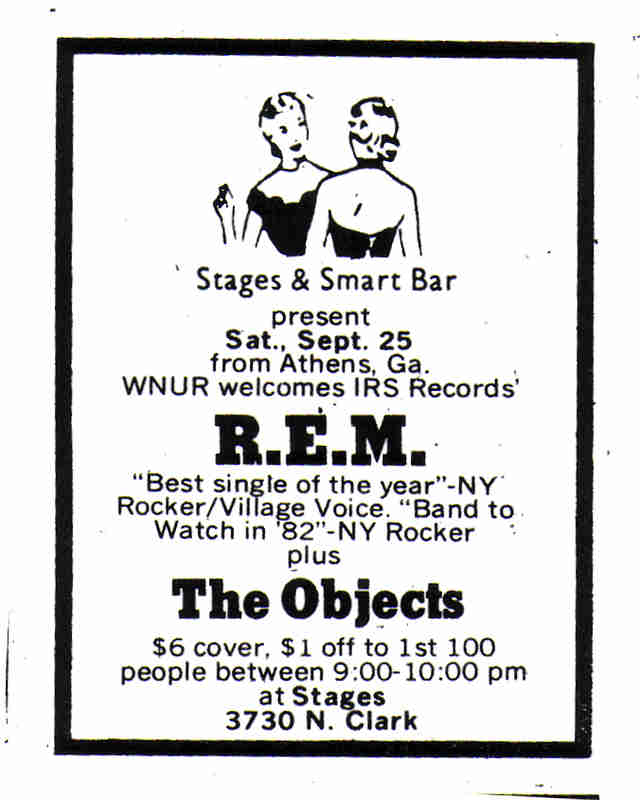 Stages & Smart Bar
present
Sat., Sept. 25
from Athens, Ga.
WNUR welcomes IRS Records'
R.E.M.
"Best single of the year"-NY
Rocker/Village Voice. "Band to
Watch in '82"-NY Rocker
plus
The Objects
$6 cover, $1 off to 1st 100
people between 9:00-10:00 pm
at Stages
3730 N. Clark